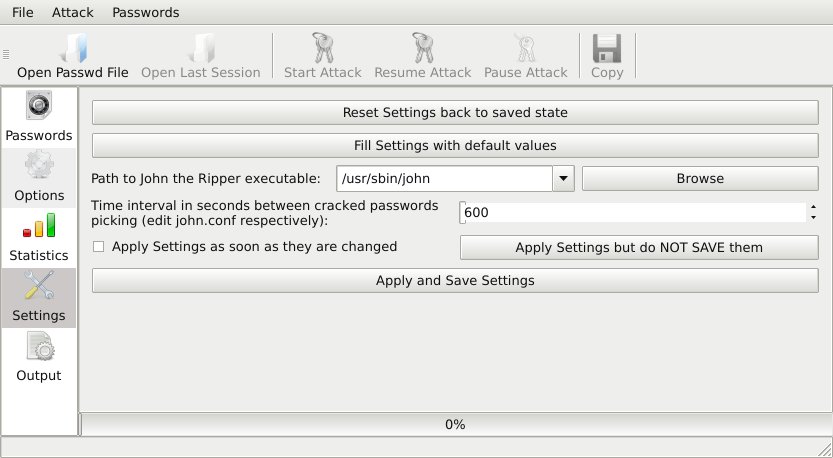 File Attack Passwords
Open Passwd File Open Last Session Start Attack Resume Attack Pause Attack Copy
Passwords
Options
Statistics
Settings
Output
Reset Settings back to saved state
Fill Settings with default values
Path to John the Ripper executable: /usr/sbin/john Browse
Time interval in seconds between cracked passwords
picking (edit john.conf respectively): 600
Apply Settings as soon as they are changed Apply Settings but do NOT SAVE them
Apply and Save Settings
0%